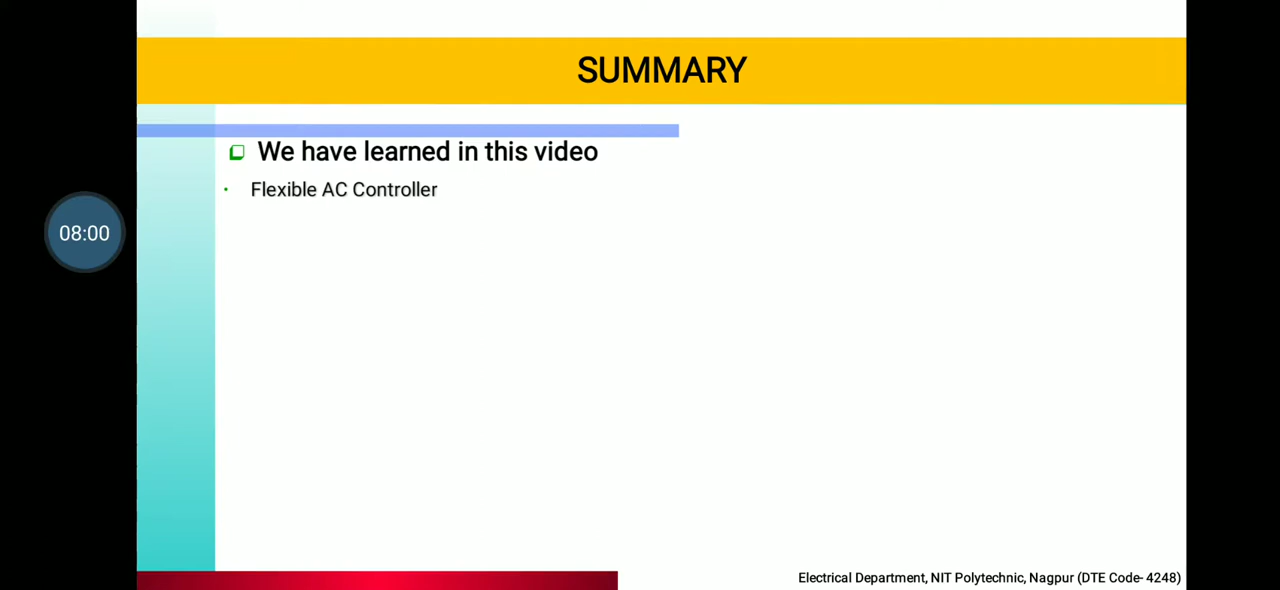 SUMMARY
We have learned in this video
• Flexible AC Controller
08:00
Electrical Department, NIT Polytechnic, Nagpur (DTE Code- 4248)